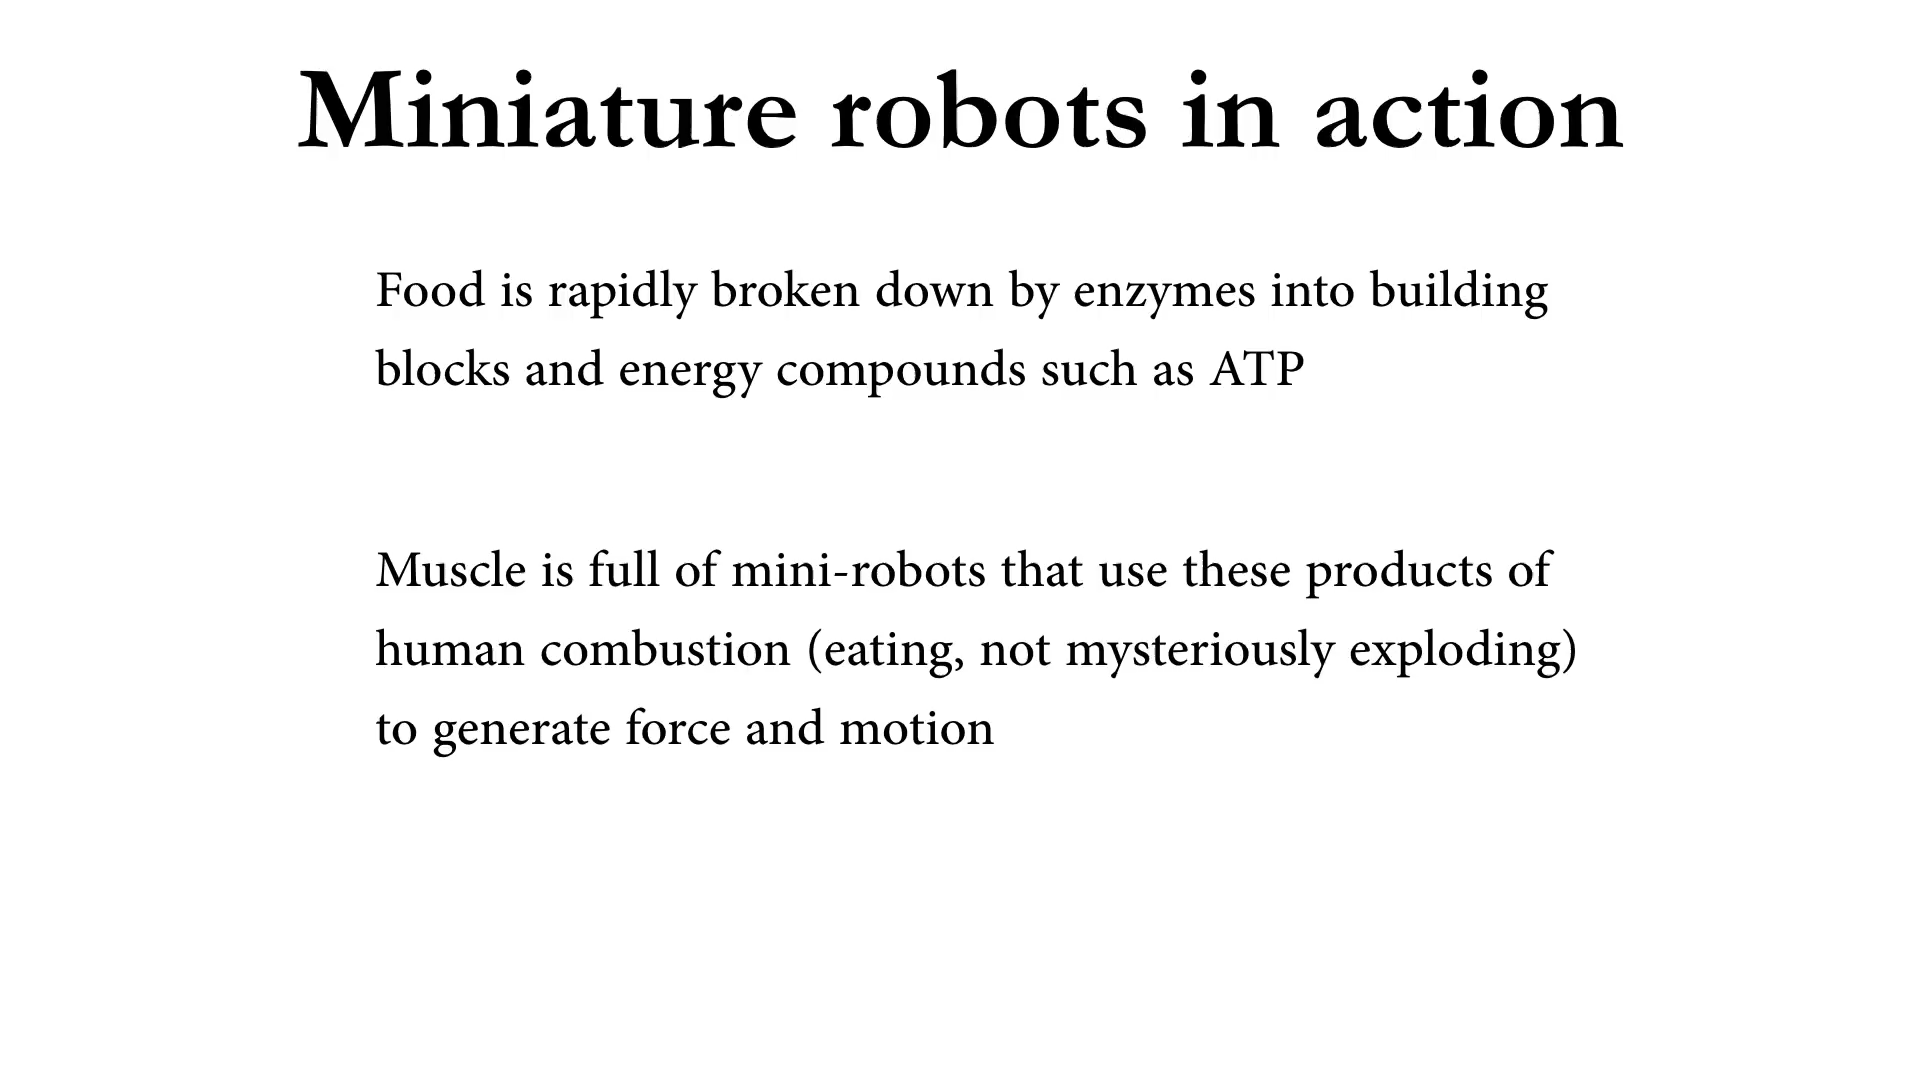 Miniature robots in action
Food is rapidly broken down by enzymes into building
blocks and energy compounds such as ATP
Muscle is full of mini-robots that use these products of
human combustion (eating, not mysteriously exploding)
to generate force and motion